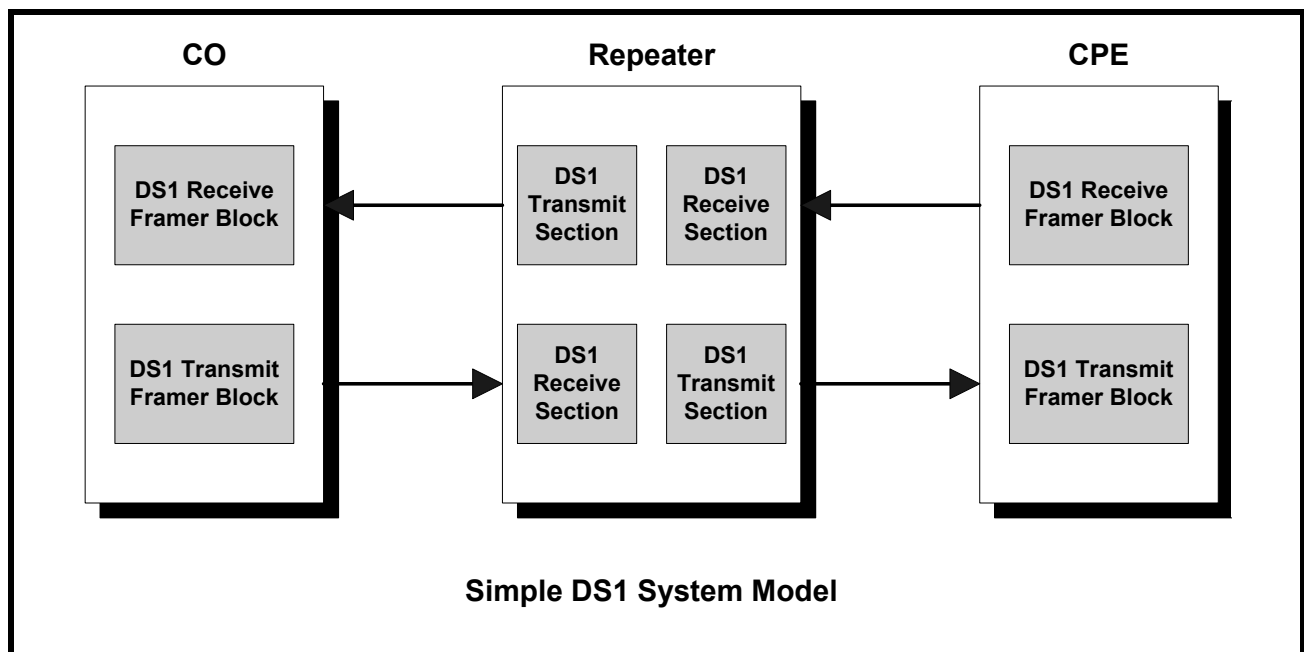 CO
Repeater
CPE
DS1 Receive
Framer Block
DS1
Transmit
Section
DS1
Receive
Section
DS1 Receive
Framer Block
DS1 Transmit
Framer Block
DS1
Receive
Section
DS1
Transmit
Section
DS1 Transmit
Framer Block
Simple DS1 System Model